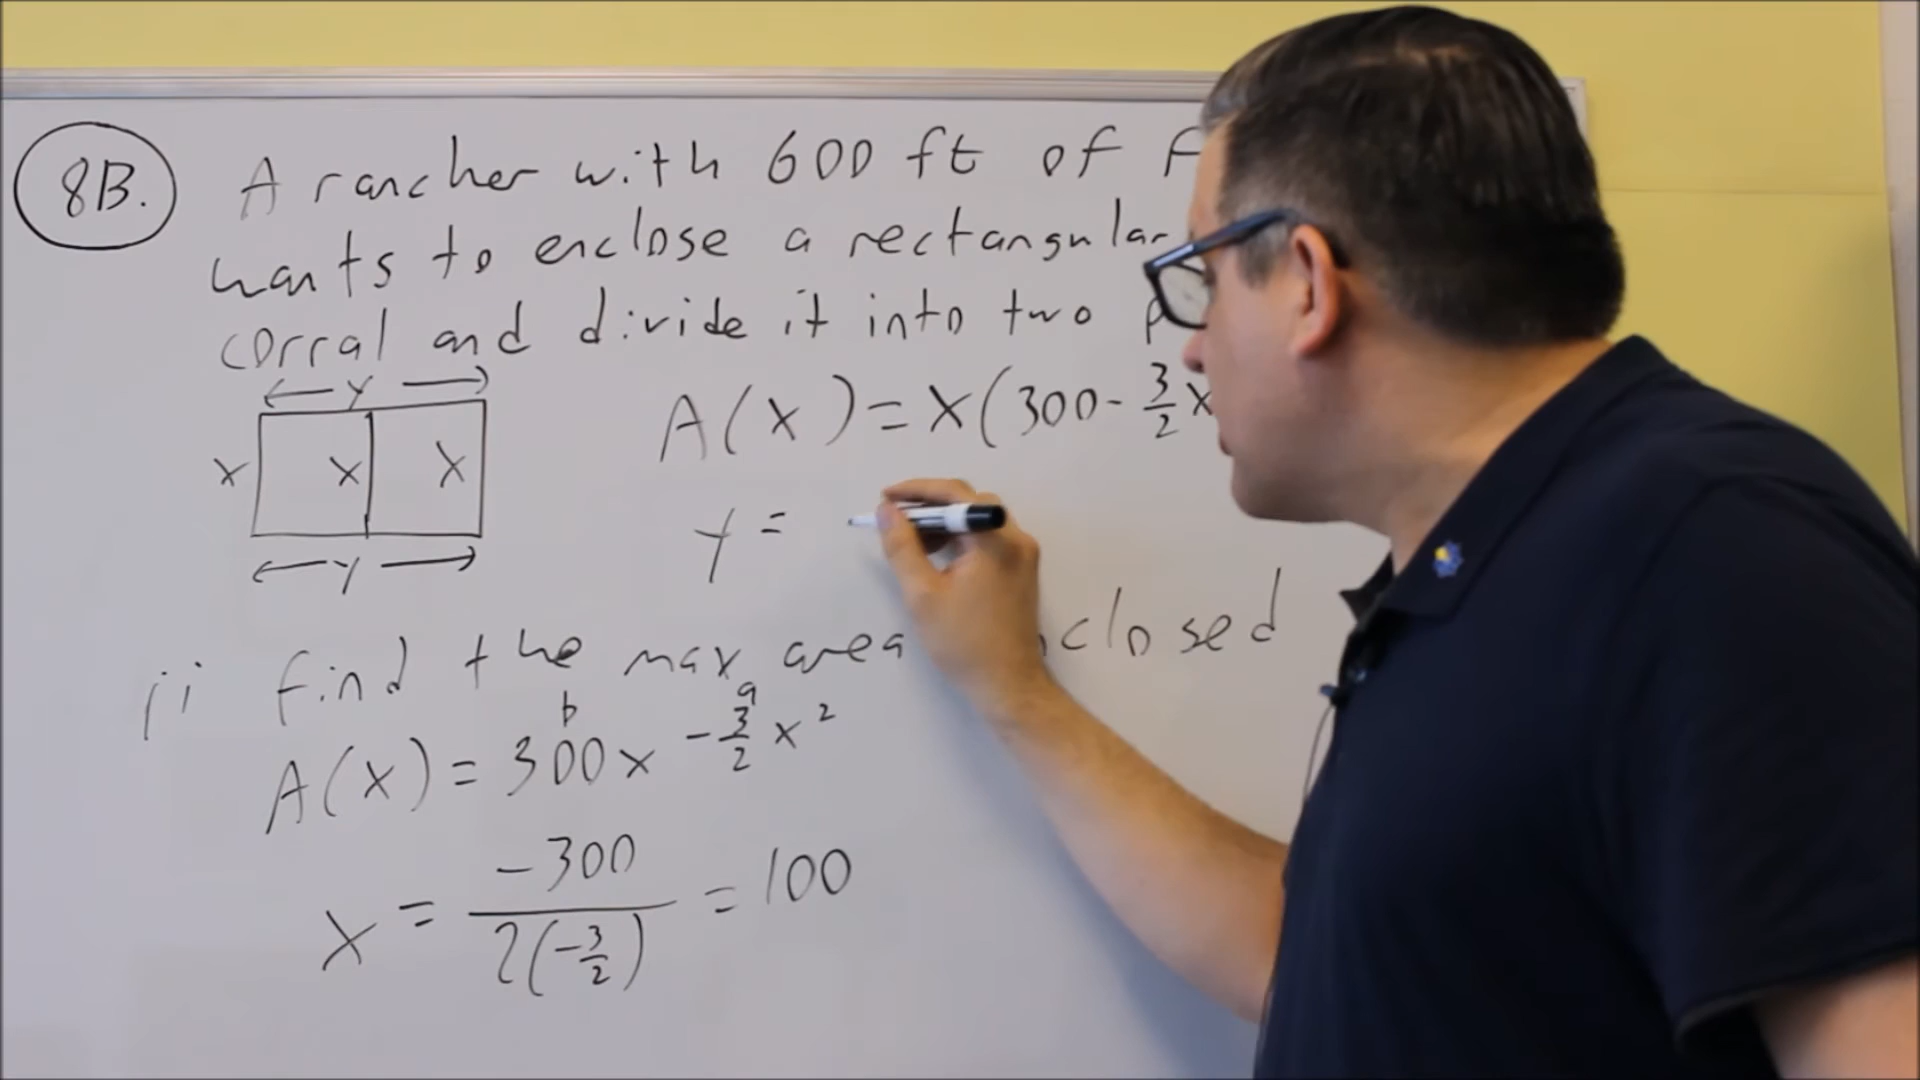 8B. A rancher with 600 ft of f
wants to enclose a rectangular
corral and divide it into two p
← Y →
A(x) = x(300 - 3/2 x
x x x
y =
← Y →
ii find the max area enclosed
b a
A(x) = 300x - 3/2 x²
x = -300 / 2(-3/2) = 100